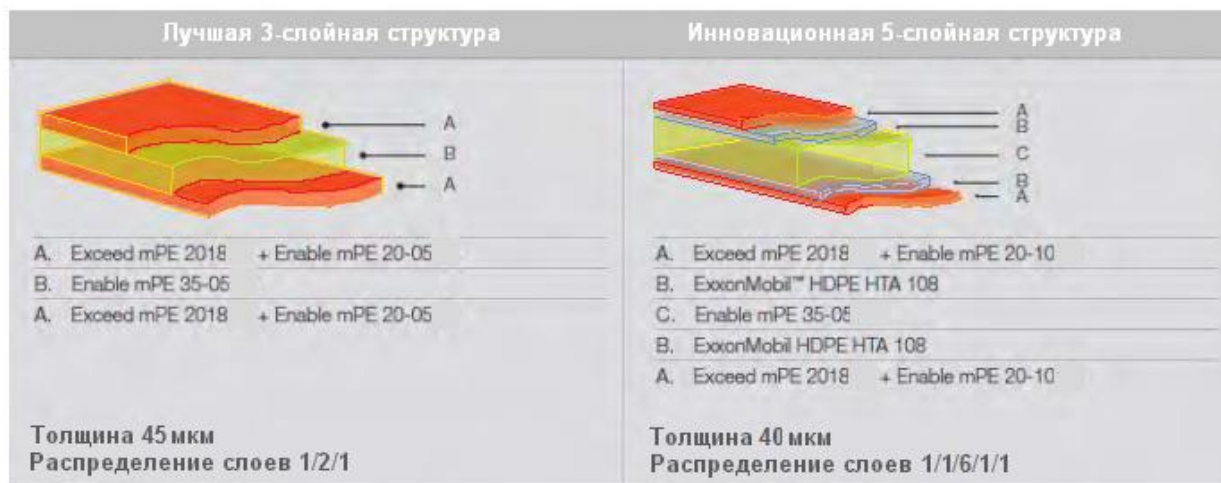 Лучшая 3-слойная структура
A
B
A
A. Exceed mPE 2018 + Enable mPE 20-05
B. Enable mPE 35-05
A. Exceed mPE 2018 + Enable mPE 20-05
Толщина 45 мкм
Распределение слоев 1/2/1
Инновационная 5-слойная структура
A
B
C
B
A
A. Exceed mPE 2018 + Enable mPE 20-10
B. ExxonMobil™ HDPE HTA 108
C. Enable mPE 35-05
B. ExxonMobil HDPE HTA 108
A. Exceed mPE 2018 + Enable mPE 20-10
Толщина 40 мкм
Распределение слоев 1/1/6/1/1